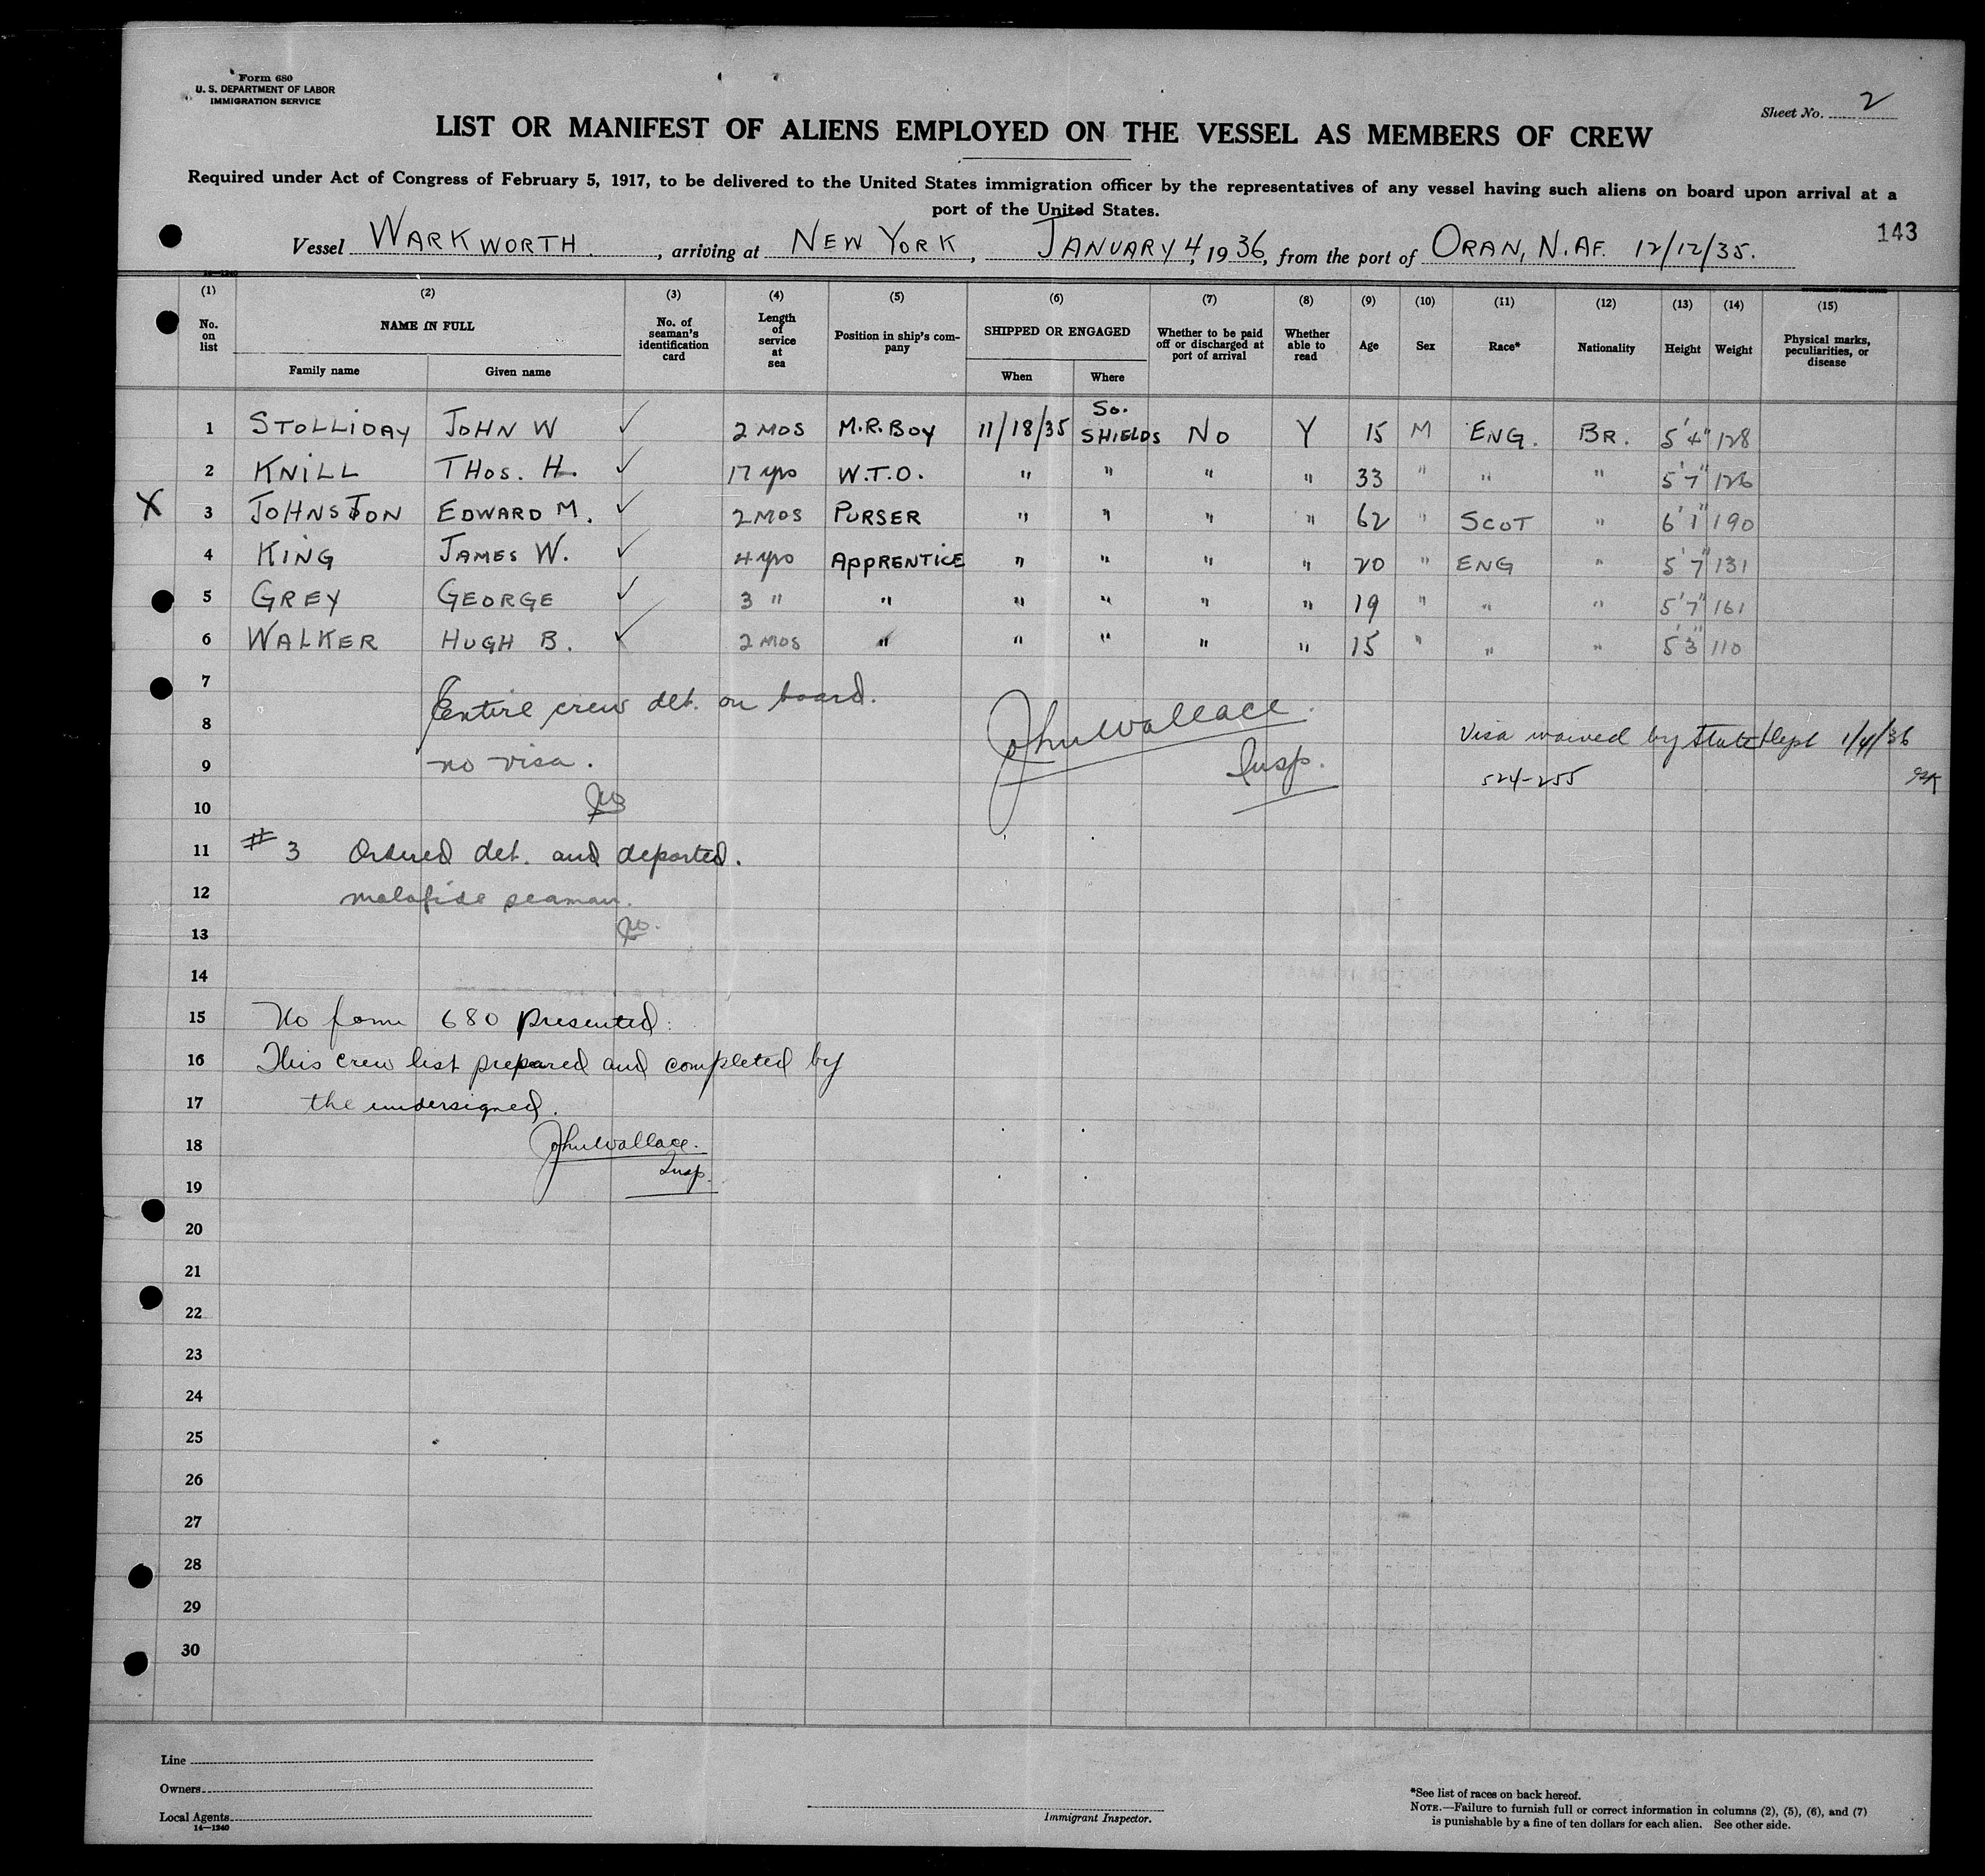 Form 680
U. S. DEPARTMENT OF LABOR
IMMIGRATION SERVICE
Sheet No. 2
LIST OR MANIFEST OF ALIENS EMPLOYED ON THE VESSEL AS MEMBERS OF CREW
Required under Act of Congress of February 5, 1917, to be delivered to the United States immigration officer by the representatives of any vessel having such aliens on board upon arrival at a
port of the United States.
143
Vessel WARKWORTH, arriving at NEW YORK, JANUARY 4, 1936, from the port of ORAN, N. AF. 12/12/35.
(1) (2) (3) (4) (5) (6) (7) (8) (9) (10) (11) (12) (13) (14) (15)
No. on list NAME IN FULL No. of seaman's identification card Length of service at sea Position in ship's company SHIPPED OR ENGAGED Whether to be paid off or discharged at port of arrival Whether able to read Age Sex Race* Nationality Height Weight Physical marks, peculiarities, or disease
Family name Given name When Where
1 STOLLIDAY JOHN W ✓ 2 MOS M.R. BOY 11/18/35 So. SHIELDS No Y 15 M ENG. BR. 5'4" 128
2 KNILL THOS. H. ✓ 17 yrs W.T.O. " " " " 33 " " " 5'7" 126
X 3 JOHNSTON EDWARD M. ✓ 2 MOS PURSER " " " " 62 " SCOT " 6'1" 190
4 KING JAMES W. ✓ 4 yrs APPRENTICE " " " " 20 " ENG " 5'7" 131
5 GREY GEORGE ✓ 3 " " " " " " 19 " " " 5'7" 161
6 WALKER HUGH B. ✓ 2 MOS " " " " " 15 " " " 5'3" 110
7 Entire crew det. on board.
8 John Wallace Visa waived by State Dept 1/4/36
9 no visa. Insp. 524-255
10
11 #3 Ordered det. and deported.
12 malafide seaman.
13
14
15 No form 680 presented:
16 This crew list prepared and completed by
17 the undersigned.
18 John Wallace.
Insp.
19
20
21
22
23
24
25
26
27
28
29
30
Line
Owners
Local Agents
14—1240
Immigrant Inspector.
*See list of races on back hereof.
NOTE.—Failure to furnish full or correct information in columns (2), (5), (6), and (7)
is punishable by a fine of ten dollars for each alien. See other side.